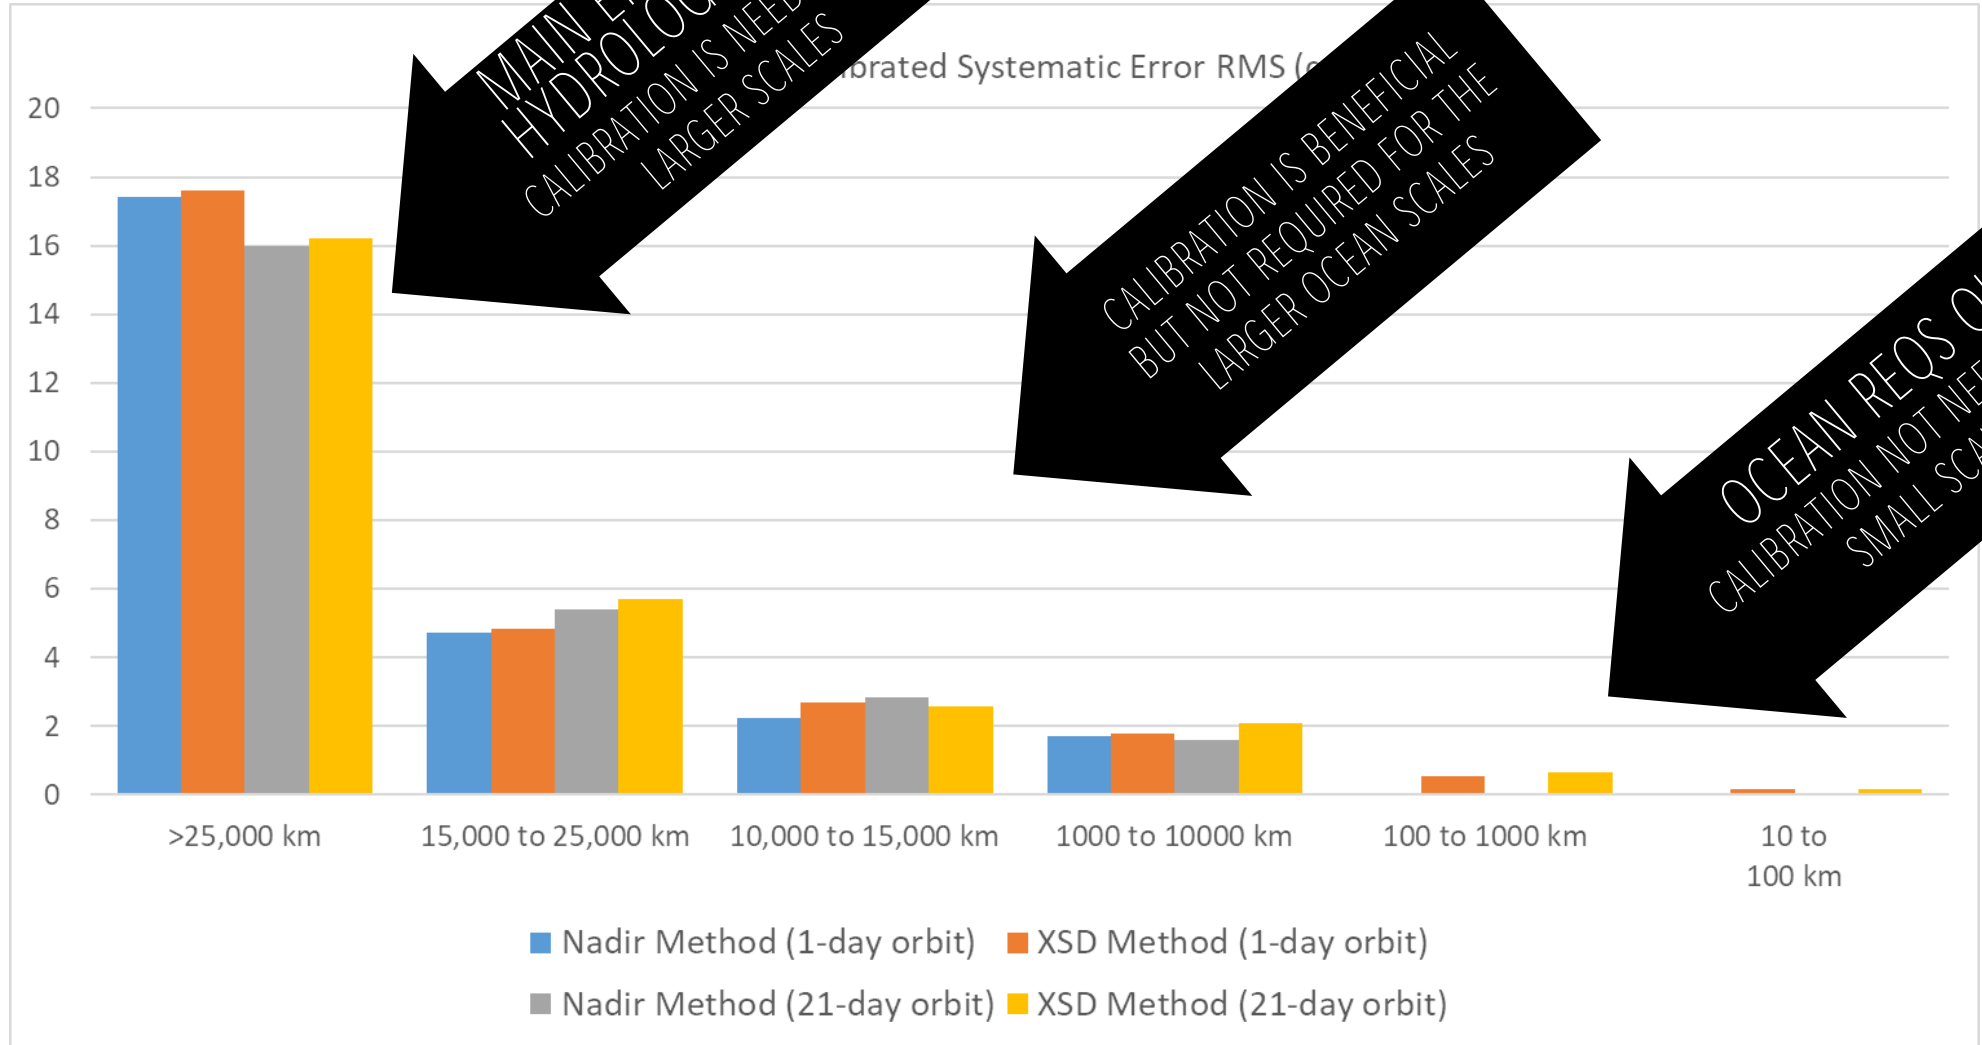 MAIN
HYDROLOG
CALIBRATION IS NEED
LARGER SCALES
brated Systematic Error RMS (
CALIBRATION IS BENEFICIAL
BUT NOT REQUIRED FOR THE
LARGER OCEAN SCALES
OCEAN REQS
CALIBRATION NOT
SMALL
20
18
16
14
12
10
8
6
4
2
0
>25,000 km
15,000 to 25,000 km
10,000 to 15,000 km
1000 to 10000 km
100 to 1000 km
10 to
100 km
Nadir Method (1-day orbit)
XSD Method (1-day orbit)
Nadir Method (21-day orbit)
XSD Method (21-day orbit)